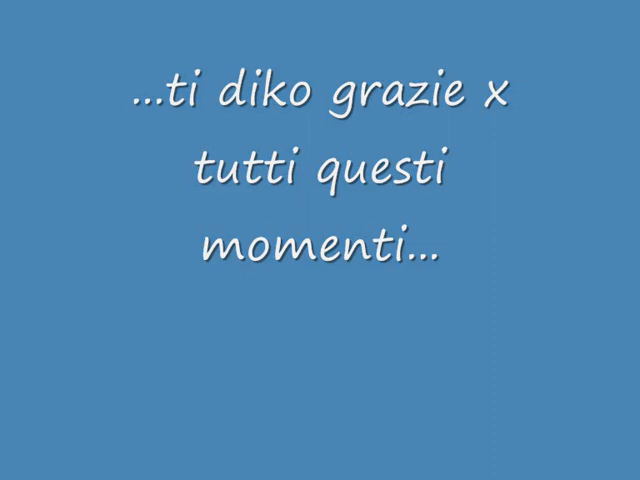 ...ti diko grazie x
tutti questi
momenti...